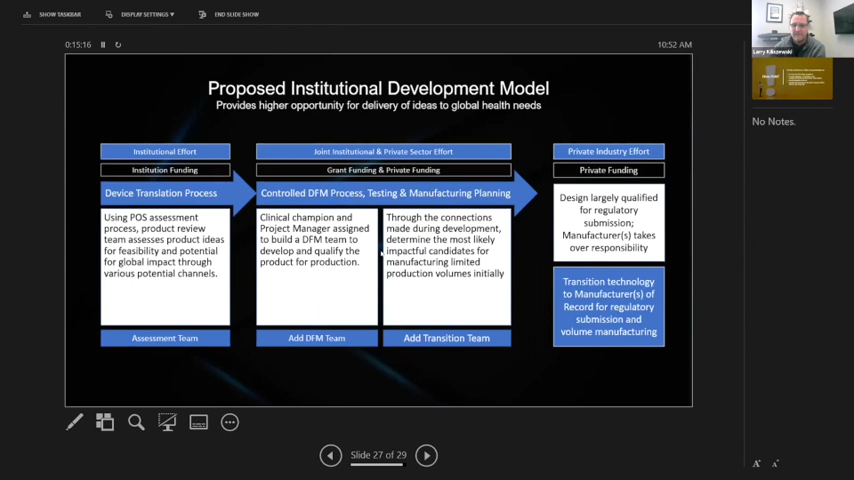 SHOW TASKBAR
DISPLAY SETTINGS ▾
END SLIDE SHOW
0:15:16
10:52 AM
Larry Kiliszewski
No Notes.
Proposed Institutional Development Model
Provides higher opportunity for delivery of ideas to global health needs
Institutional Effort
Institution Funding
Device Translation Process
Using POS assessment
process, product review
team assesses product ideas
for feasibility and potential
for global impact through
various potential channels.
Assessment Team
Joint Institutional & Private Sector Effort
Grant Funding & Private Funding
Controlled DFM Process, Testing & Manufacturing Planning
Clinical champion and
Project Manager assigned
to build a DFM team to
develop and qualify the
product for production.
Add DFM Team
Through the connections
made during development,
determine the most likely
impactful candidates for
manufacturing limited
production volumes initially
Add Transition Team
Private Industry Effort
Private Funding
Design largely qualified
for regulatory
submission;
Manufacturer(s) takes
over responsibility
Transition technology
to Manufacturer(s) of
Record for regulatory
submission and
volume manufacturing
Slide 27 of 29
A A